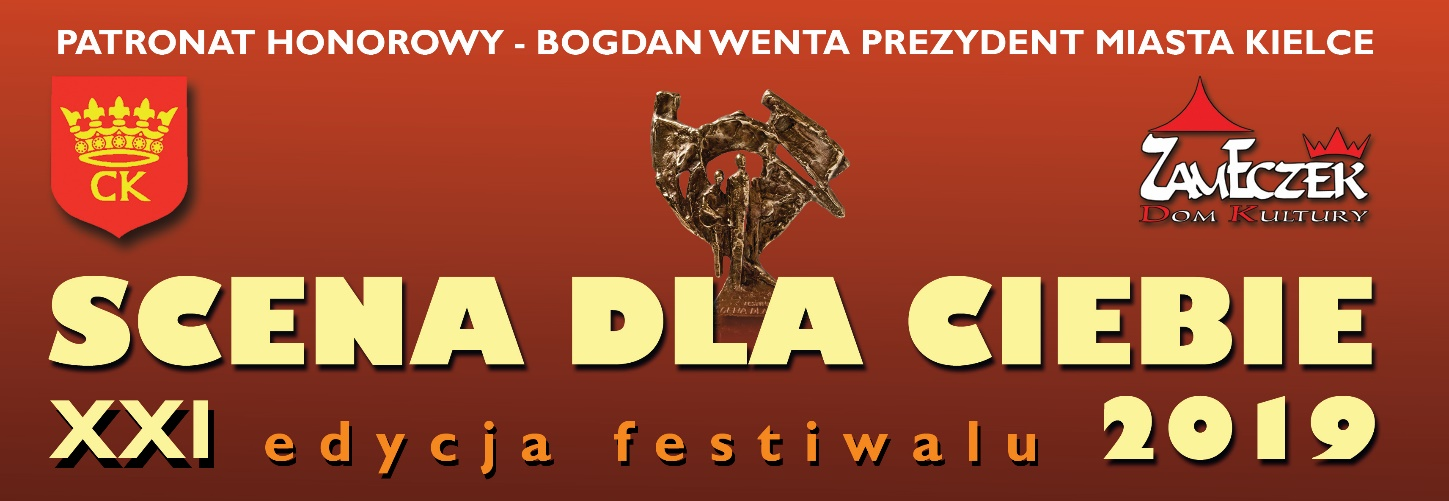 PATRONAT HONOROWY - BOGDAN WENTA PREZYDENT MIASTA KIELCE
CK
ZAMECZEK
DOM KULTURY
SCENA DLA CIEBIE
XXI edycja festiwalu 2019